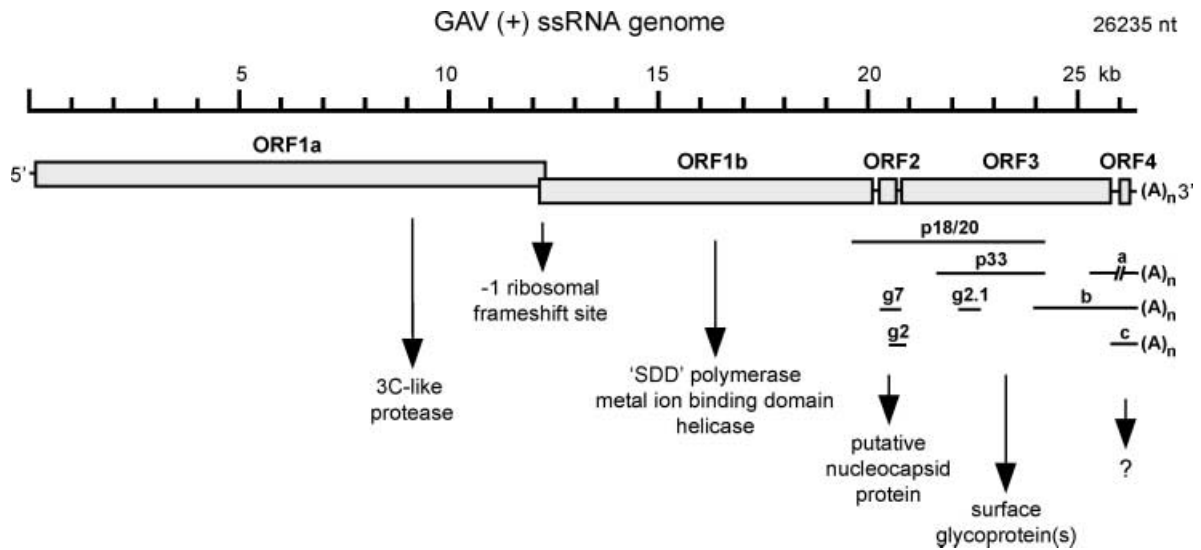 GAV (+) ssRNA genome
26235 nt
5 10 15 20 25 kb
ORF1a
ORF1b ORF2 ORF3 ORF4
5' (A)n 3'
p18/20
p33 a (A)n
g7 g2.1 b (A)n
g2 c (A)n
-1 ribosomal
frameshift site
3C-like
protease
'SDD' polymerase
metal ion binding domain
helicase
putative
nucleocapsid
protein
surface
glycoprotein(s)
?